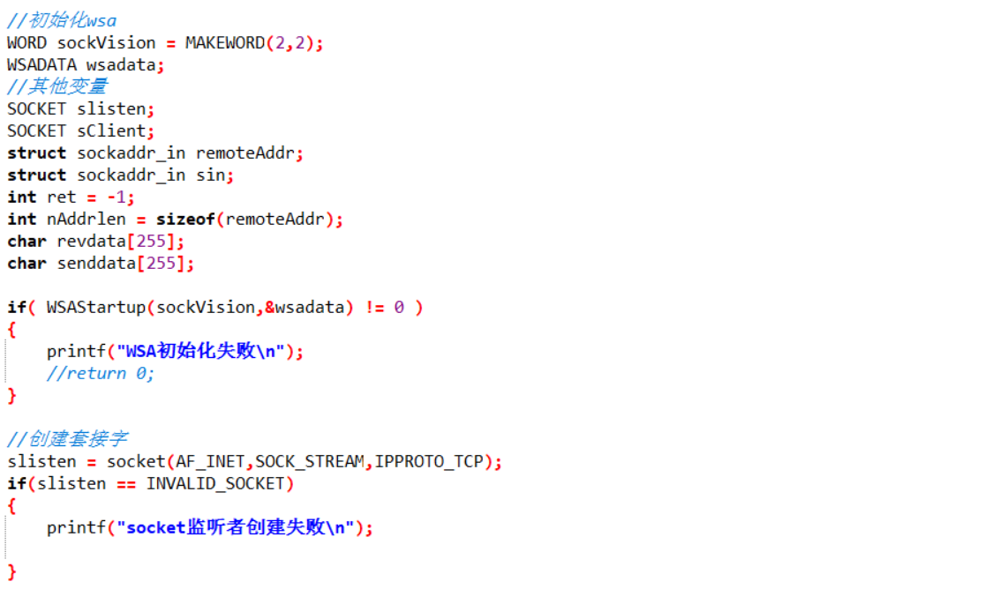 //初始化wsa
WORD sockVision = MAKEWORD(2,2);
WSADATA wsadata;
//其他变量
SOCKET slisten;
SOCKET sClient;
struct sockaddr_in remoteAddr;
struct sockaddr_in sin;
int ret = -1;
int nAddrlen = sizeof(remoteAddr);
char revdata[255];
char senddata[255];
if( WSAStartup(sockVision,&wsadata) != 0 )
{
printf("WSA初始化失败\n");
//return 0;
}
//创建套接字
slisten = socket(AF_INET,SOCK_STREAM,IPPROTO_TCP);
if(slisten == INVALID_SOCKET)
{
printf("socket监听者创建失败\n");
}